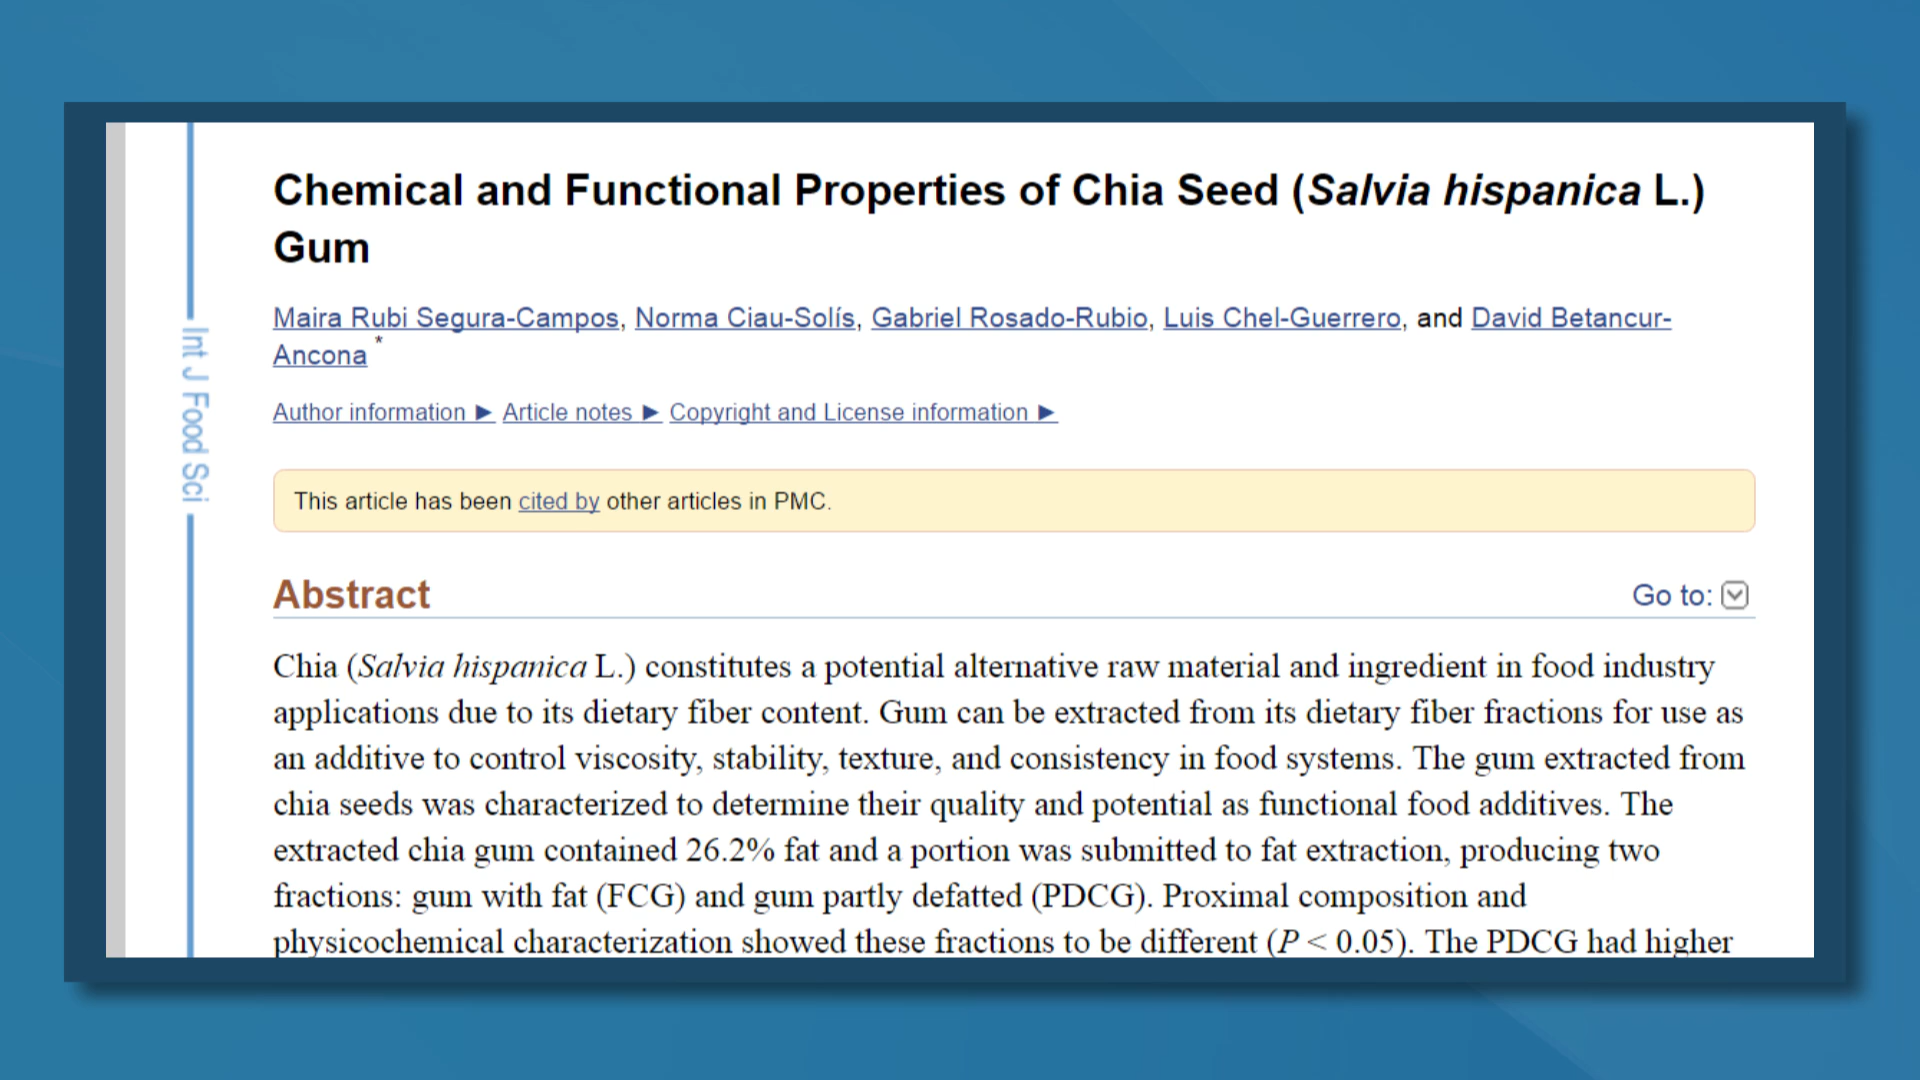 Chemical and Functional Properties of Chia Seed (Salvia hispanica L.)
Gum
Maira Rubi Segura-Campos, Norma Ciau-Solís, Gabriel Rosado-Rubio, Luis Chel-Guerrero, and David Betancur-
Ancona *
Author information ► Article notes ► Copyright and License information ►
Int J Food Sci
This article has been cited by other articles in PMC.
Abstract
Go to:
Chia (Salvia hispanica L.) constitutes a potential alternative raw material and ingredient in food industry
applications due to its dietary fiber content. Gum can be extracted from its dietary fiber fractions for use as
an additive to control viscosity, stability, texture, and consistency in food systems. The gum extracted from
chia seeds was characterized to determine their quality and potential as functional food additives. The
extracted chia gum contained 26.2% fat and a portion was submitted to fat extraction, producing two
fractions: gum with fat (FCG) and gum partly defatted (PDCG). Proximal composition and
physicochemical characterization showed these fractions to be different (P < 0.05). The PDCG had higher